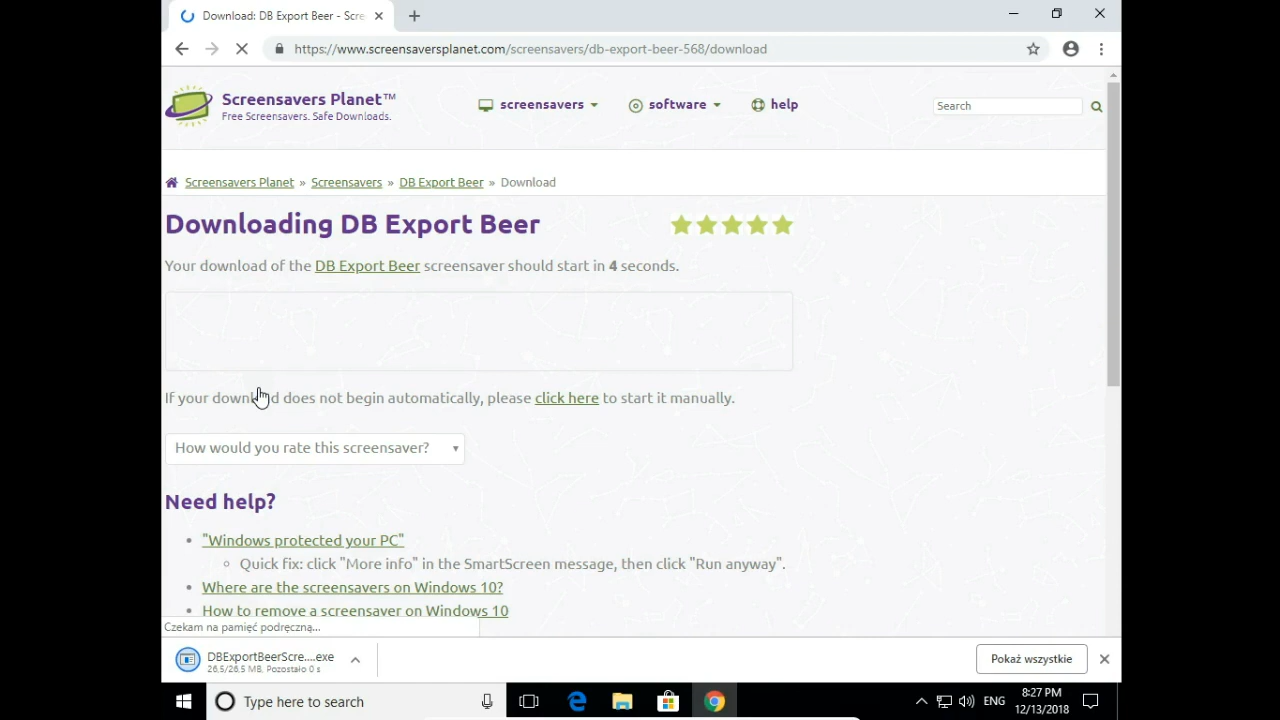 Download: DB Export Beer - Scre
https://www.screensaversplanet.com/screensavers/db-export-beer-568/download
Screensavers Planet™
Free Screensavers. Safe Downloads.
screensavers
software
help
Search
Screensavers Planet » Screensavers » DB Export Beer » Download
Downloading DB Export Beer
Your download of the DB Export Beer screensaver should start in 4 seconds.
If your download does not begin automatically, please click here to start it manually.
How would you rate this screensaver?
Need help?
"Windows protected your PC"
Quick fix: click "More info" in the SmartScreen message, then click "Run anyway".
Where are the screensavers on Windows 10?
How to remove a screensaver on Windows 10
Czekam na pamięć podręczną...
DBExportBeerScre....exe
26,5/26,5 MB, Pozostało 0 s
Pokaż wszystkie
Type here to search
ENG
8:27 PM
12/13/2018